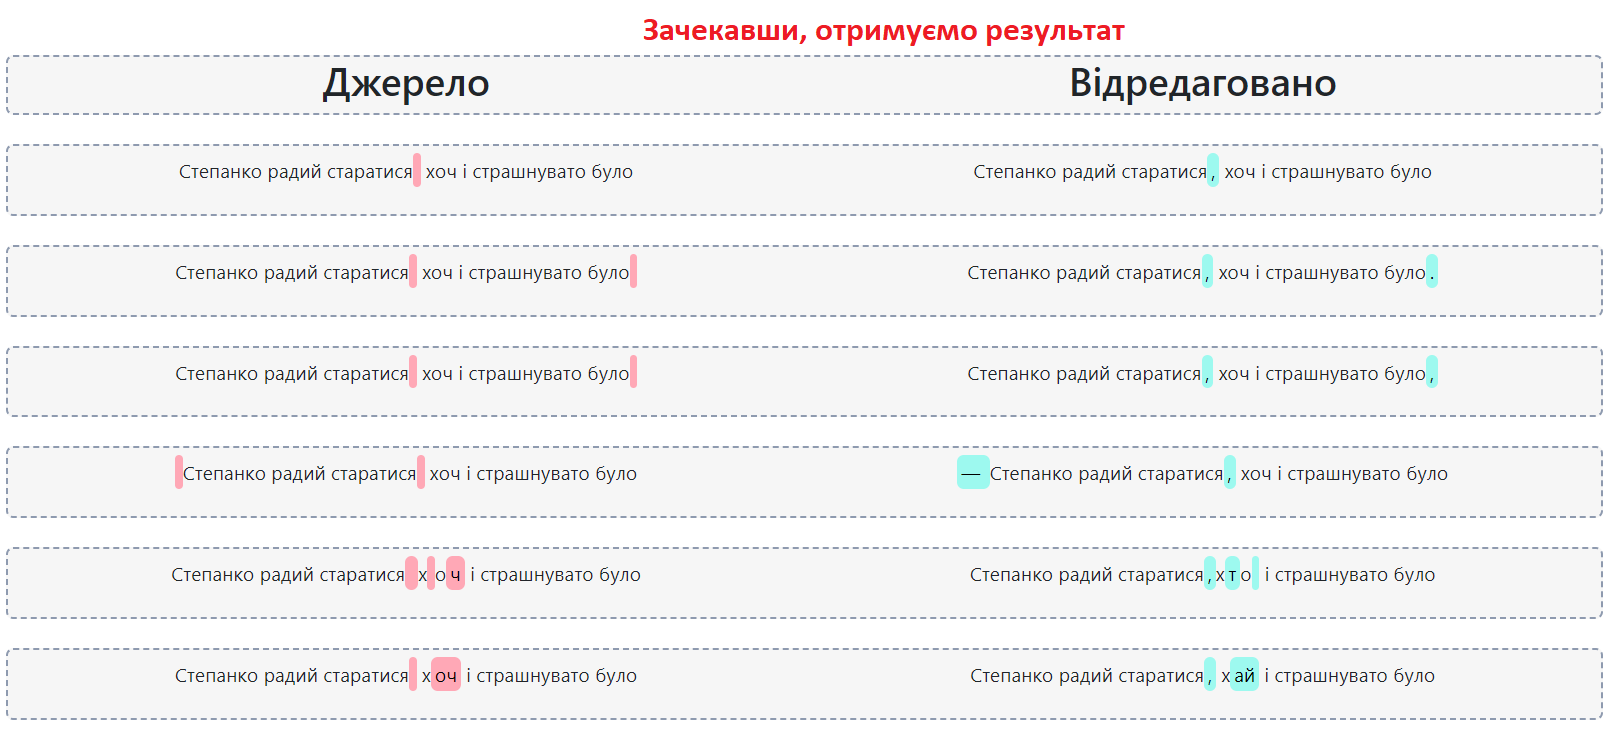 Зачекавши, отримуємо результат
Джерело Відредаговано
Степанко радий старатися хоч і страшнувато було Степанко радий старатися, хоч і страшнувато було
Степанко радий старатися хоч і страшнувато було Степанко радий старатися, хоч і страшнувато було.
Степанко радий старатися хоч і страшнувато було Степанко радий старатися, хоч і страшнувато було,
Степанко радий старатися хоч і страшнувато було — Степанко радий старатися, хоч і страшнувато було
Степанко радий старатися хоч і страшнувато було Степанко радий старатися,хто і страшнувато було
Степанко радий старатися хоч і страшнувато було Степанко радий старатися, хай і страшнувато було